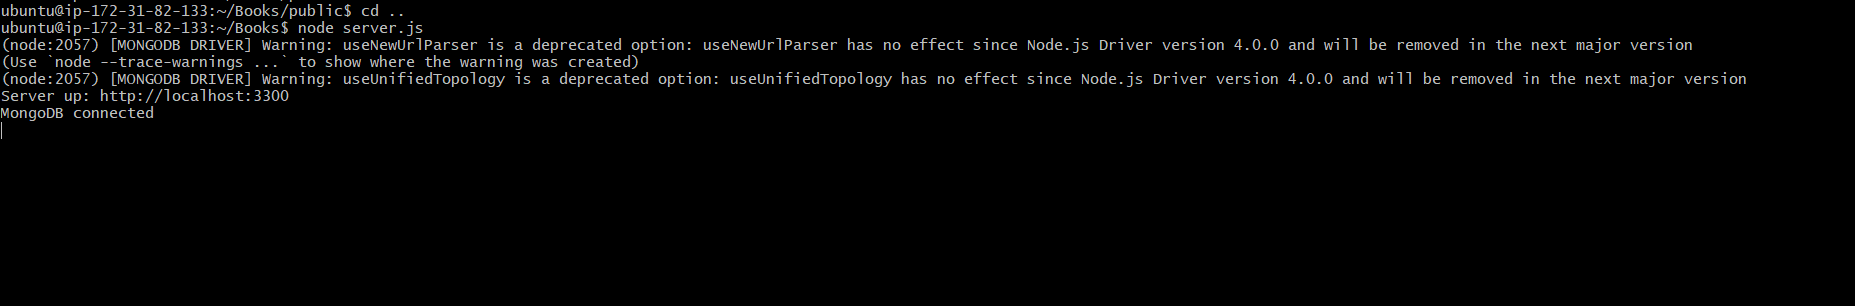 ubuntu@ip-172-31-82-133:~/Books/public$ cd ..
ubuntu@ip-172-31-82-133:~/Books$ node server.js
(node:2057) [MONGODB DRIVER] Warning: useNewUrlParser is a deprecated option: useNewUrlParser has no effect since Node.js Driver version 4.0.0 and will be removed in the next major version
(Use `node --trace-warnings ...` to show where the warning was created)
(node:2057) [MONGODB DRIVER] Warning: useUnifiedTopology is a deprecated option: useUnifiedTopology has no effect since Node.js Driver version 4.0.0 and will be removed in the next major version
Server up: http://localhost:3300
MongoDB connected